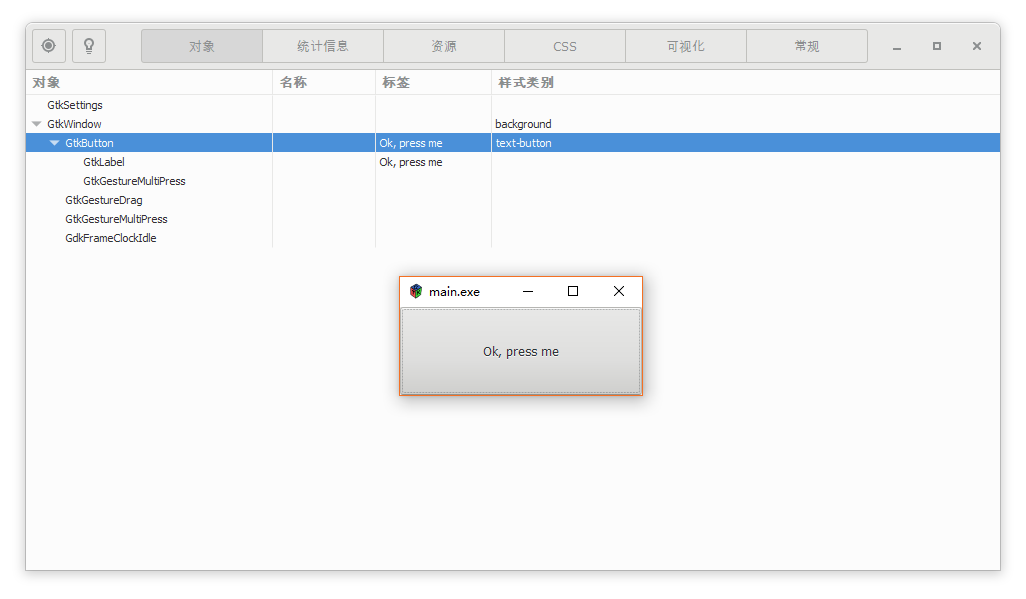 对象 统计信息 资源 CSS 可视化 常规
对象 名称 标签 样式类别
GtkSettings
GtkWindow background
GtkButton Ok, press me text-button
GtkLabel Ok, press me
GtkGestureMultiPress
GtkGestureDrag
GtkGestureMultiPress
GdkFrameClockIdle
main.exe
Ok, press me